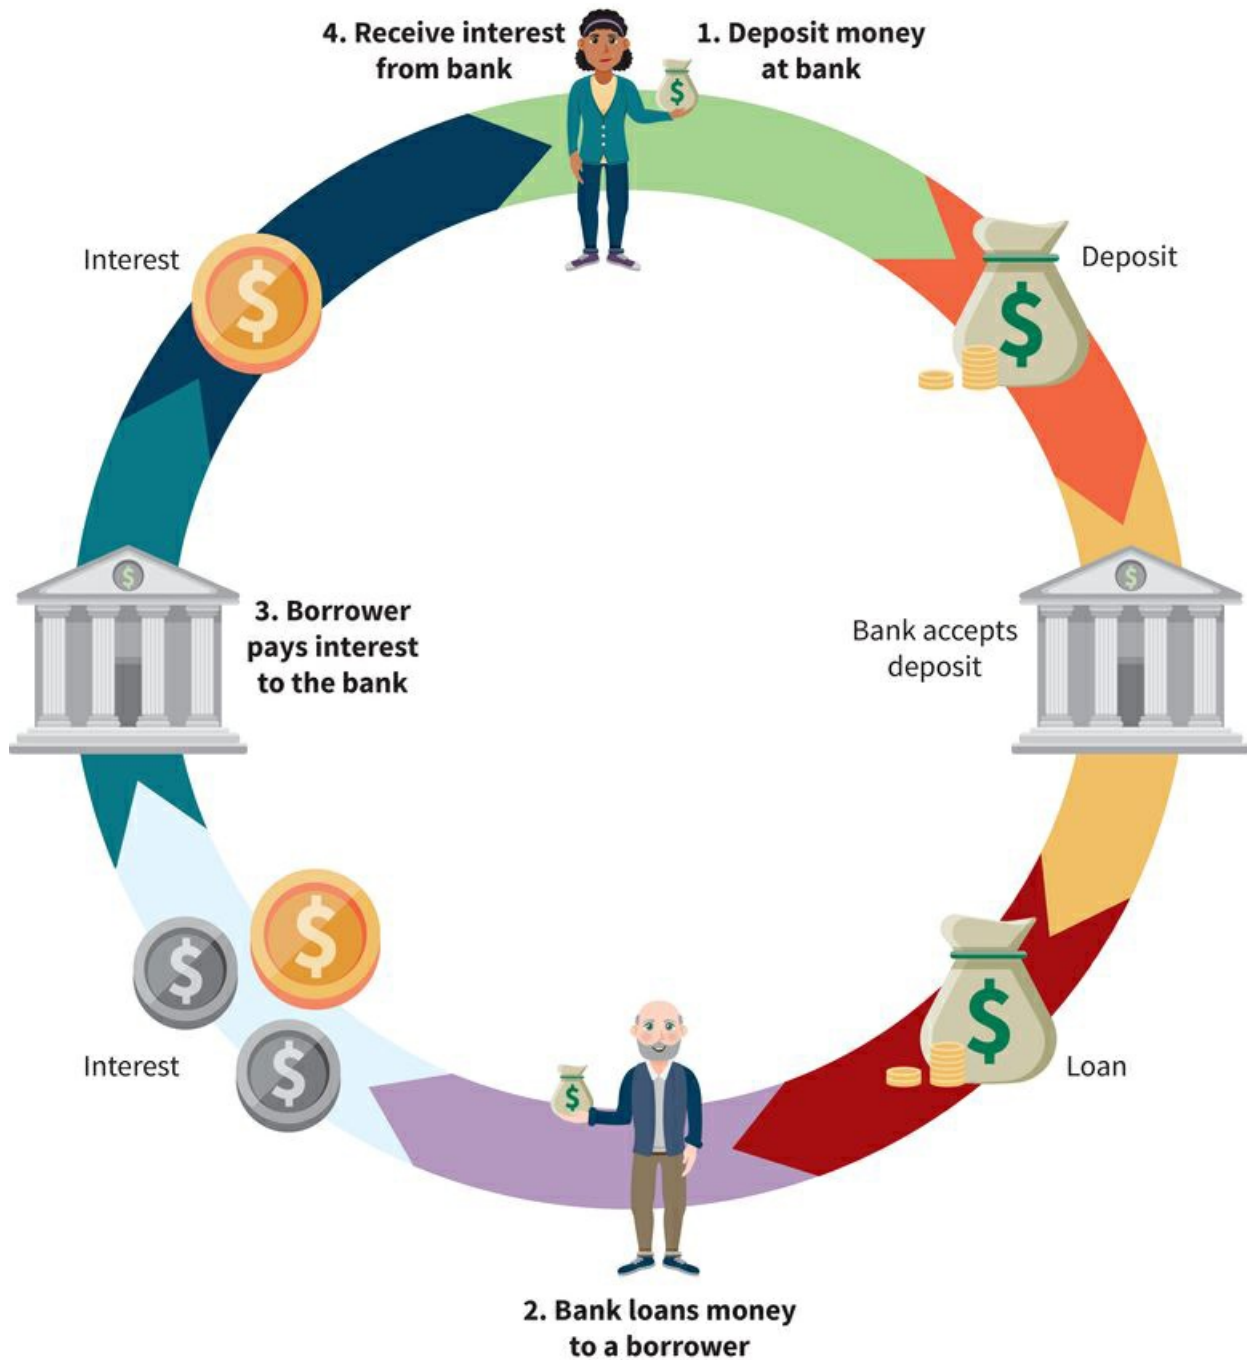 4. Receive interest
from bank
1. Deposit money
at bank
$
Interest
$
Deposit
$
$
3. Borrower
pays interest
to the bank
$
Bank accepts
deposit
$
$
$
$
Interest
$
$
Loan
2. Bank loans money
to a borrower